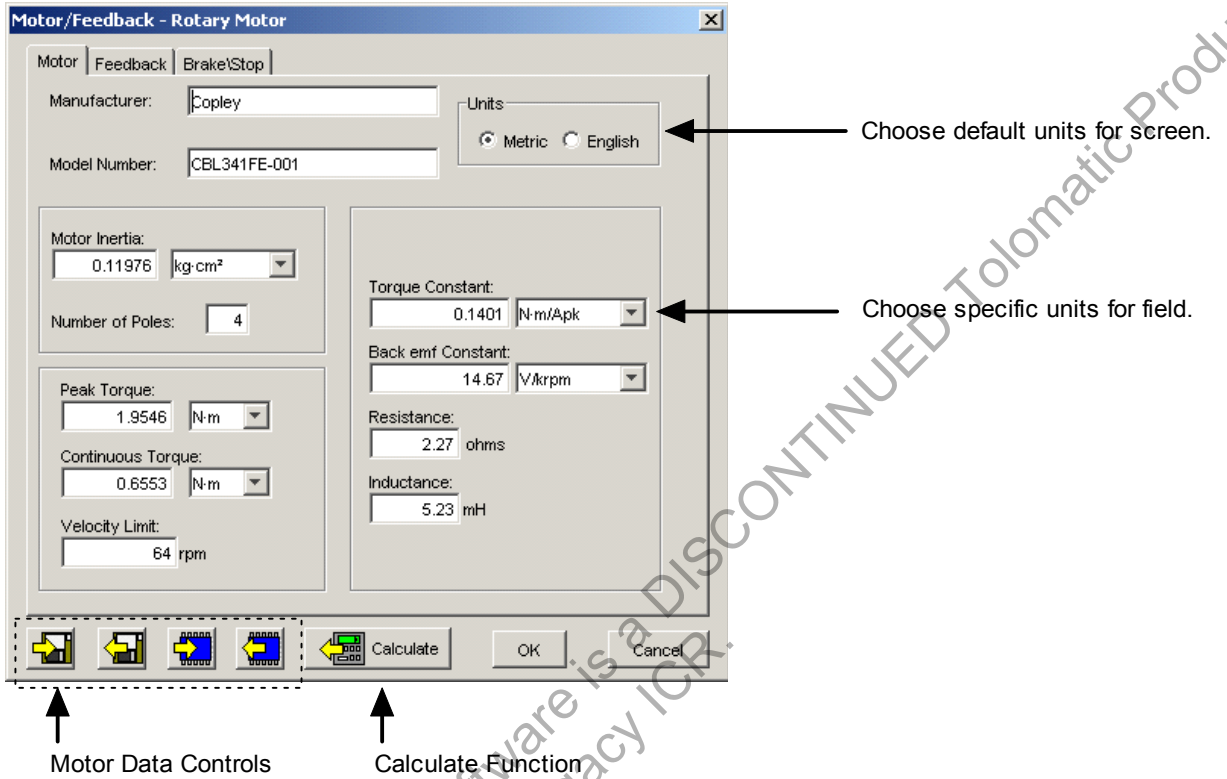 Motor/Feedback - Rotary Motor
Motor
Feedback
Brake\Stop
Manufacturer:
Copley
Units
Metric
English
Choose default units for screen.
Model Number:
CBL341FE-001
Motor Inertia:
0.11976
kg·cm²
Number of Poles:
4
Torque Constant:
0.1401
N·m/Apk
Choose specific units for field.
Back emf Constant:
14.67
V/krpm
Peak Torque:
1.9546
N·m
Resistance:
2.27 ohms
Continuous Torque:
0.6553
N·m
Inductance:
5.23 mH
Velocity Limit:
64 rpm
Calculate
OK
Cancel
Motor Data Controls
Calculate Function
is a DISCONTINUED Tolomatic
ICR.